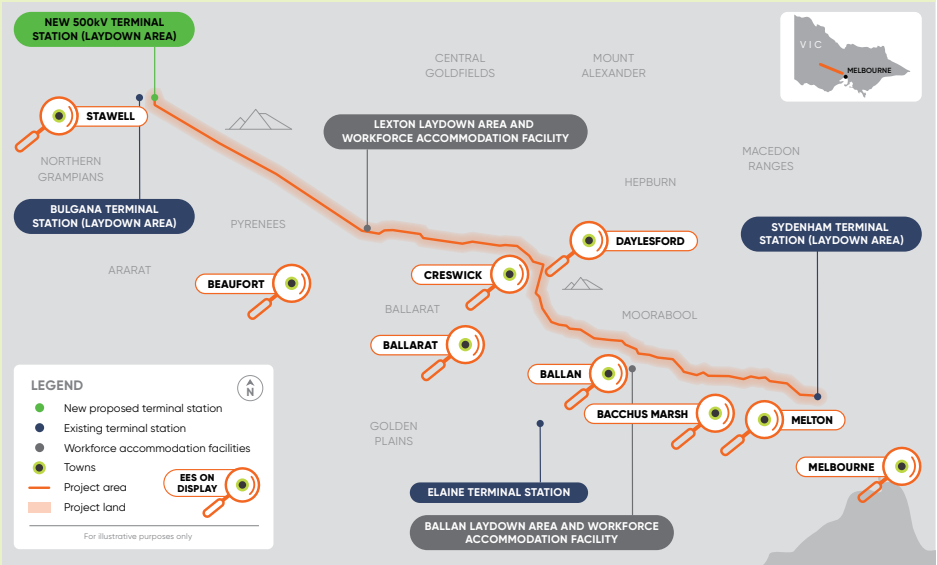 NEW 500kV TERMINAL
STATION (LAYDOWN AREA)
CENTRAL
GOLDFIELDS
MOUNT
ALEXANDER
VIC
MELBOURNE
STAWELL
LEXTON LAYDOWN AREA AND
WORKFORCE ACCOMMODATION FACILITY
NORTHERN
GRAMPIANS
MACEDON
RANGES
HEPBURN
BULGANA TERMINAL
STATION (LAYDOWN AREA)
PYRENEES
SYDENHAM TERMINAL
STATION (LAYDOWN AREA)
DAYLESFORD
ARARAT
CRESWICK
BEAUFORT
BALLARAT
MOORABOOL
BALLARAT
BALLAN
BACCHUS MARSH
MELTON
GOLDEN
PLAINS
MELBOURNE
ELAINE TERMINAL STATION
BALLAN LAYDOWN AREA AND WORKFORCE
ACCOMMODATION FACILITY
LEGEND
N
New proposed terminal station
Existing terminal station
Workforce accommodation facilities
Towns
Project area
Project land
EES ON
DISPLAY
For illustrative purposes only